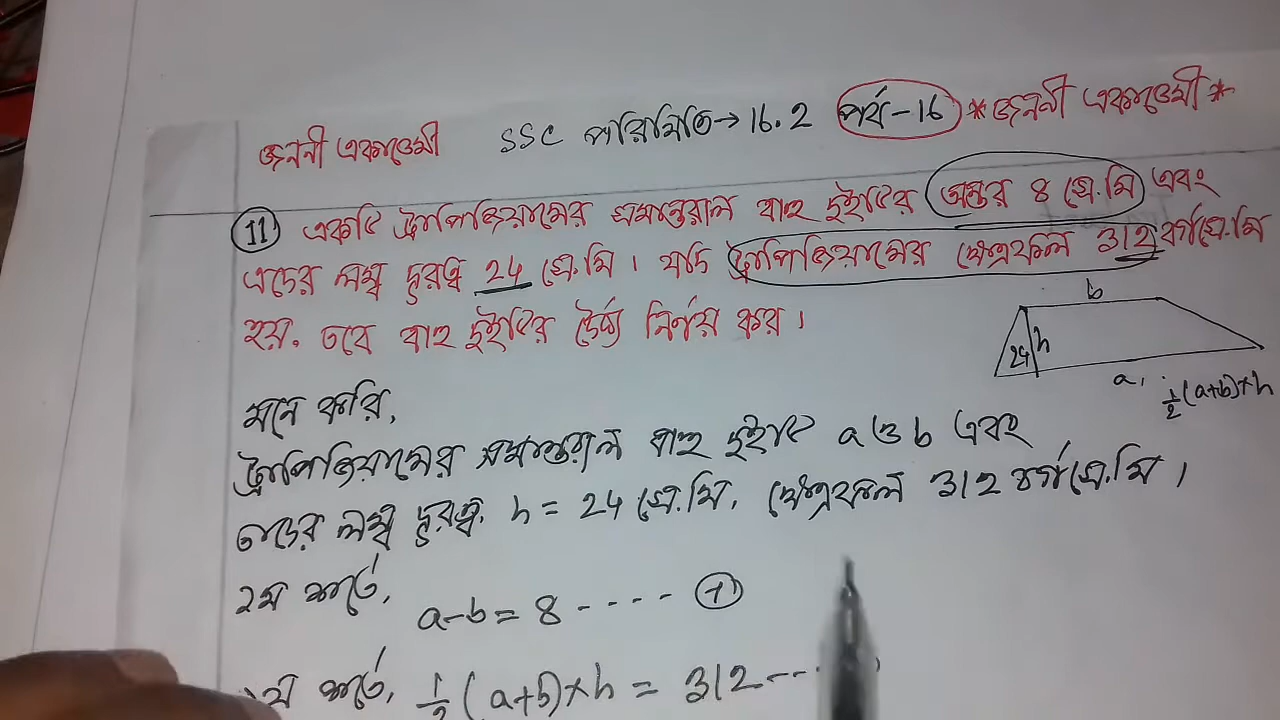 জননী একাডেমী SSC পরিমিতি→16.2 পর্ব-16 *জননী একাডেমী*
11 একটি ট্রাপিজিয়ামের সমান্তরাল বাহু দুইটির অন্তর 8 সে.মি এবং
এদের লম্ব দুরত্ব 24 সে.মি। যদি ট্রাপিজিয়ামের ক্ষেত্রফল 312 বর্গসে.মি
হয়. তবে বাহু দুইটির দৈর্ঘ্য নির্ণয় কর।
b
24 h
a,
1/2(a+b)×h
মনে করি,
ট্রাপিজিয়ামের সমান্তরাল বাহু দুইটি a ও b এবং
তাদের লম্ব দুরত্ব, h = 24 সে.মি, ক্ষেত্রফল 312 বর্গসে.মি।
১ম শর্তে,
a-b = 8 ---- 1
শর্তে, 1/2 (a+b)×h = 312 ---